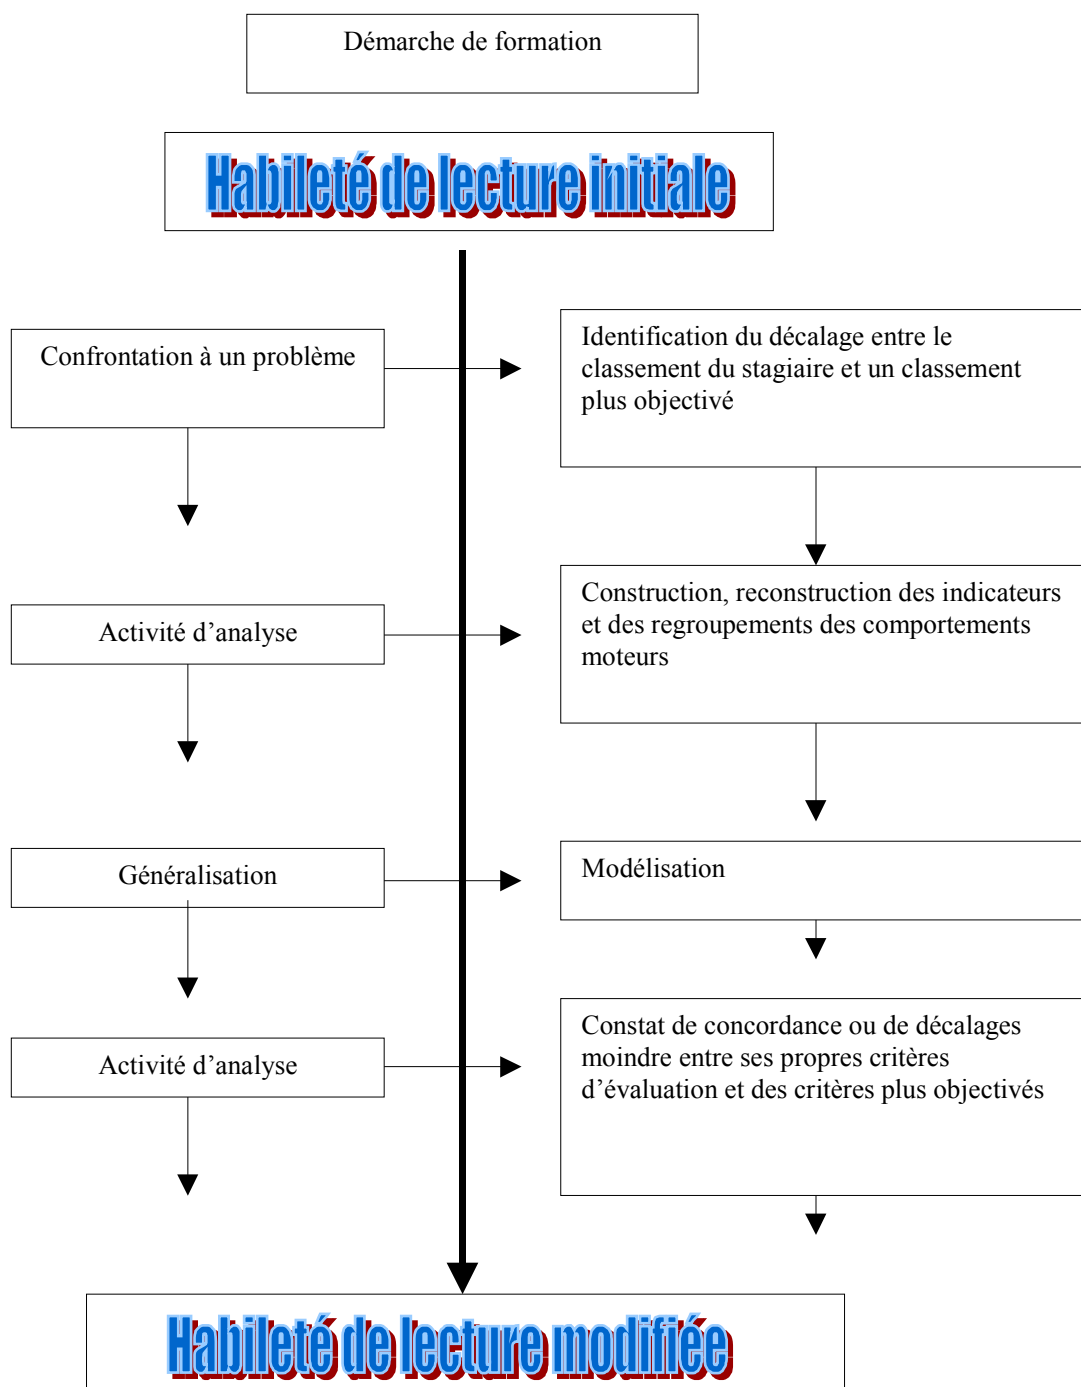 Démarche de formation
Habileté de lecture initiale
Confrontation à un problème
Identification du décalage entre le
classement du stagiaire et un classement
plus objectivé
Activité d’analyse
Construction, reconstruction des indicateurs
et des regroupements des comportements
moteurs
Généralisation
Modélisation
Activité d’analyse
Constat de concordance ou de décalages
moindre entre ses propres critères
d’évaluation et des critères plus objectivés
Habileté de lecture modifiée